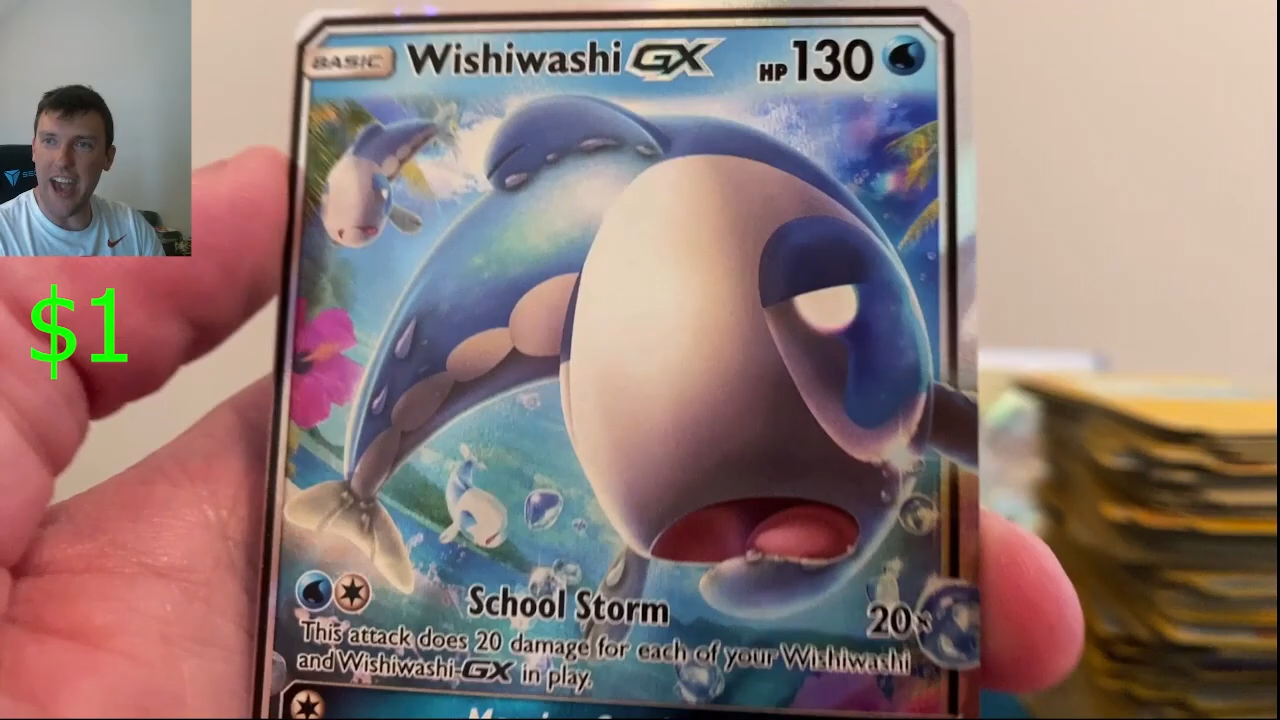 BASIC Wishiwashi GX HP 130
$1
School Storm 20×
This attack does 20 damage for each of your Wishiwashi
and Wishiwashi-GX in play.